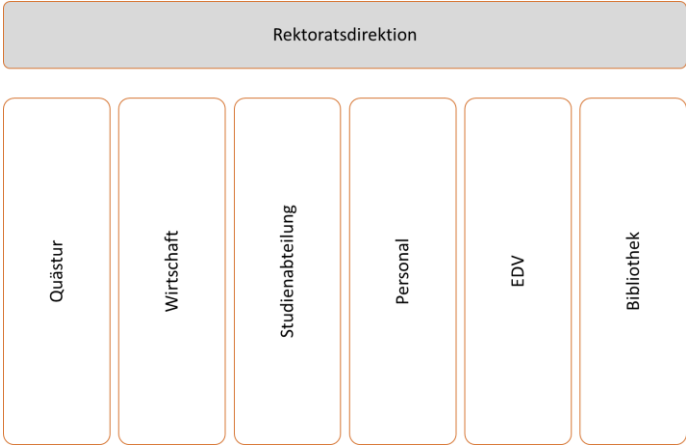 Rektoratsdirektion
Quästur
Wirtschaft
Studienabteilung
Personal
EDV
Bibliothek